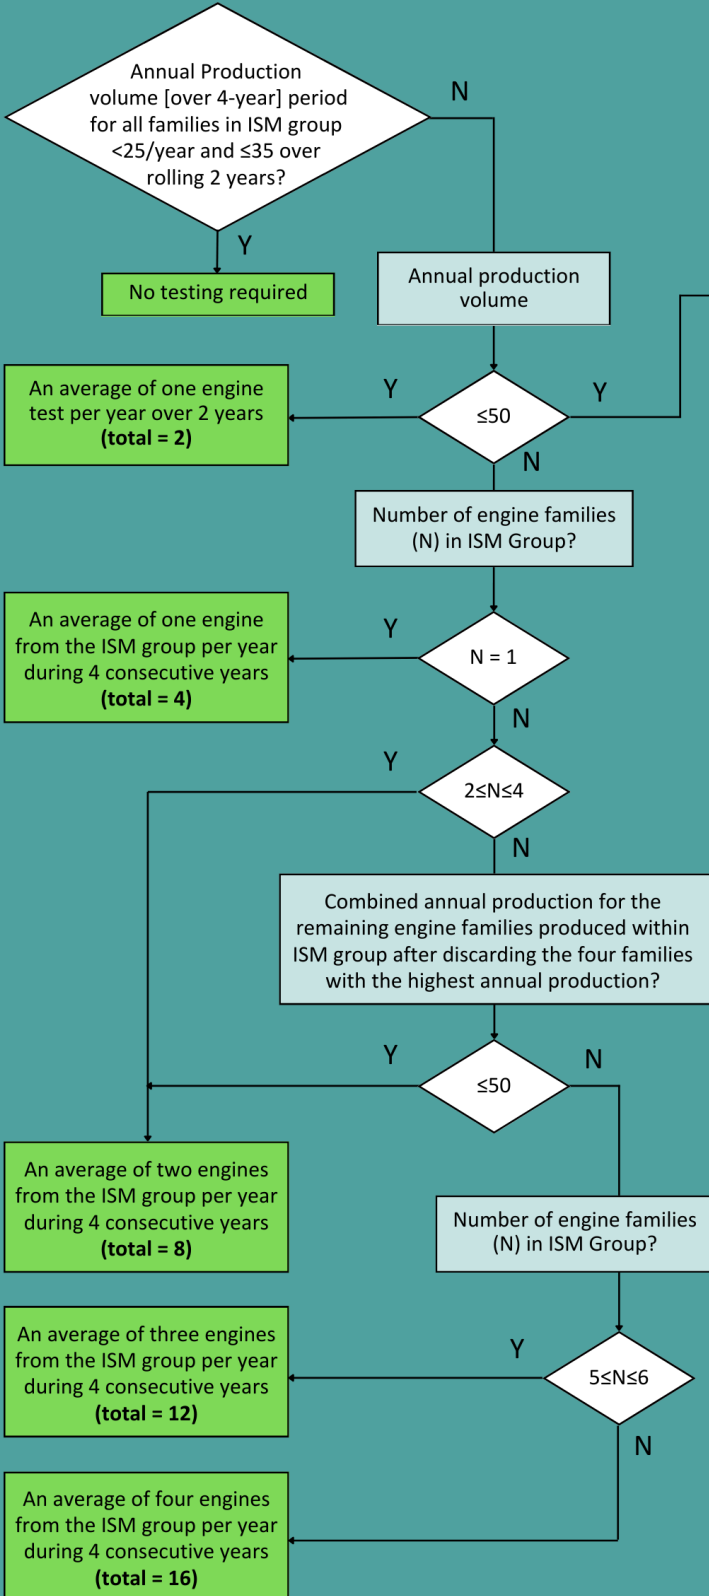 Annual Production
volume [over 4-year] period
for all families in ISM group
<25/year and ≤35 over
rolling 2 years?
N
Y
No testing required
Annual production
volume
An average of one engine
test per year over 2 years
(total = 2)
Y
≤50
Y
N
Number of engine families
(N) in ISM Group?
An average of one engine
from the ISM group per year
during 4 consecutive years
(total = 4)
Y
N = 1
N
Y
2≤N≤4
N
Combined annual production for the
remaining engine families produced within
ISM group after discarding the four families
with the highest annual production?
Y
≤50
N
An average of two engines
from the ISM group per year
during 4 consecutive years
(total = 8)
Number of engine families
(N) in ISM Group?
An average of three engines
from the ISM group per year
during 4 consecutive years
(total = 12)
Y
5≤N≤6
N
An average of four engines
from the ISM group per year
during 4 consecutive years
(total = 16)